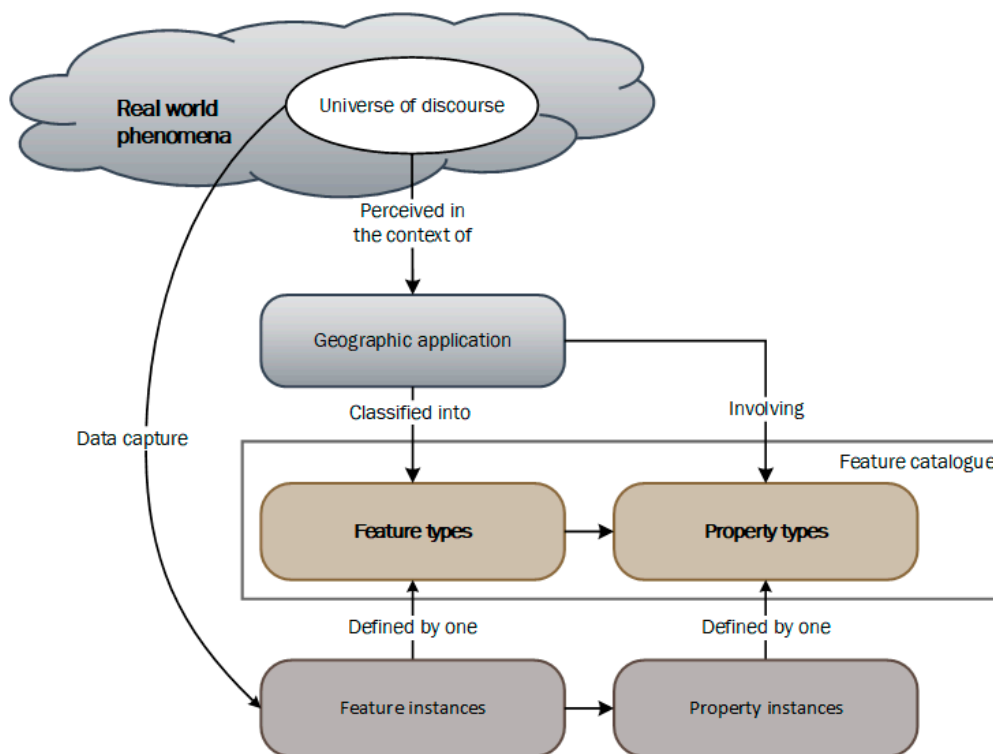 Universe of discourse
Real world
phenomena
Perceived in
the context of
Geographic application
Classified into
Involving
Data capture
Feature catalogue
Feature types
Property types
Defined by one
Defined by one
Feature instances
Property instances